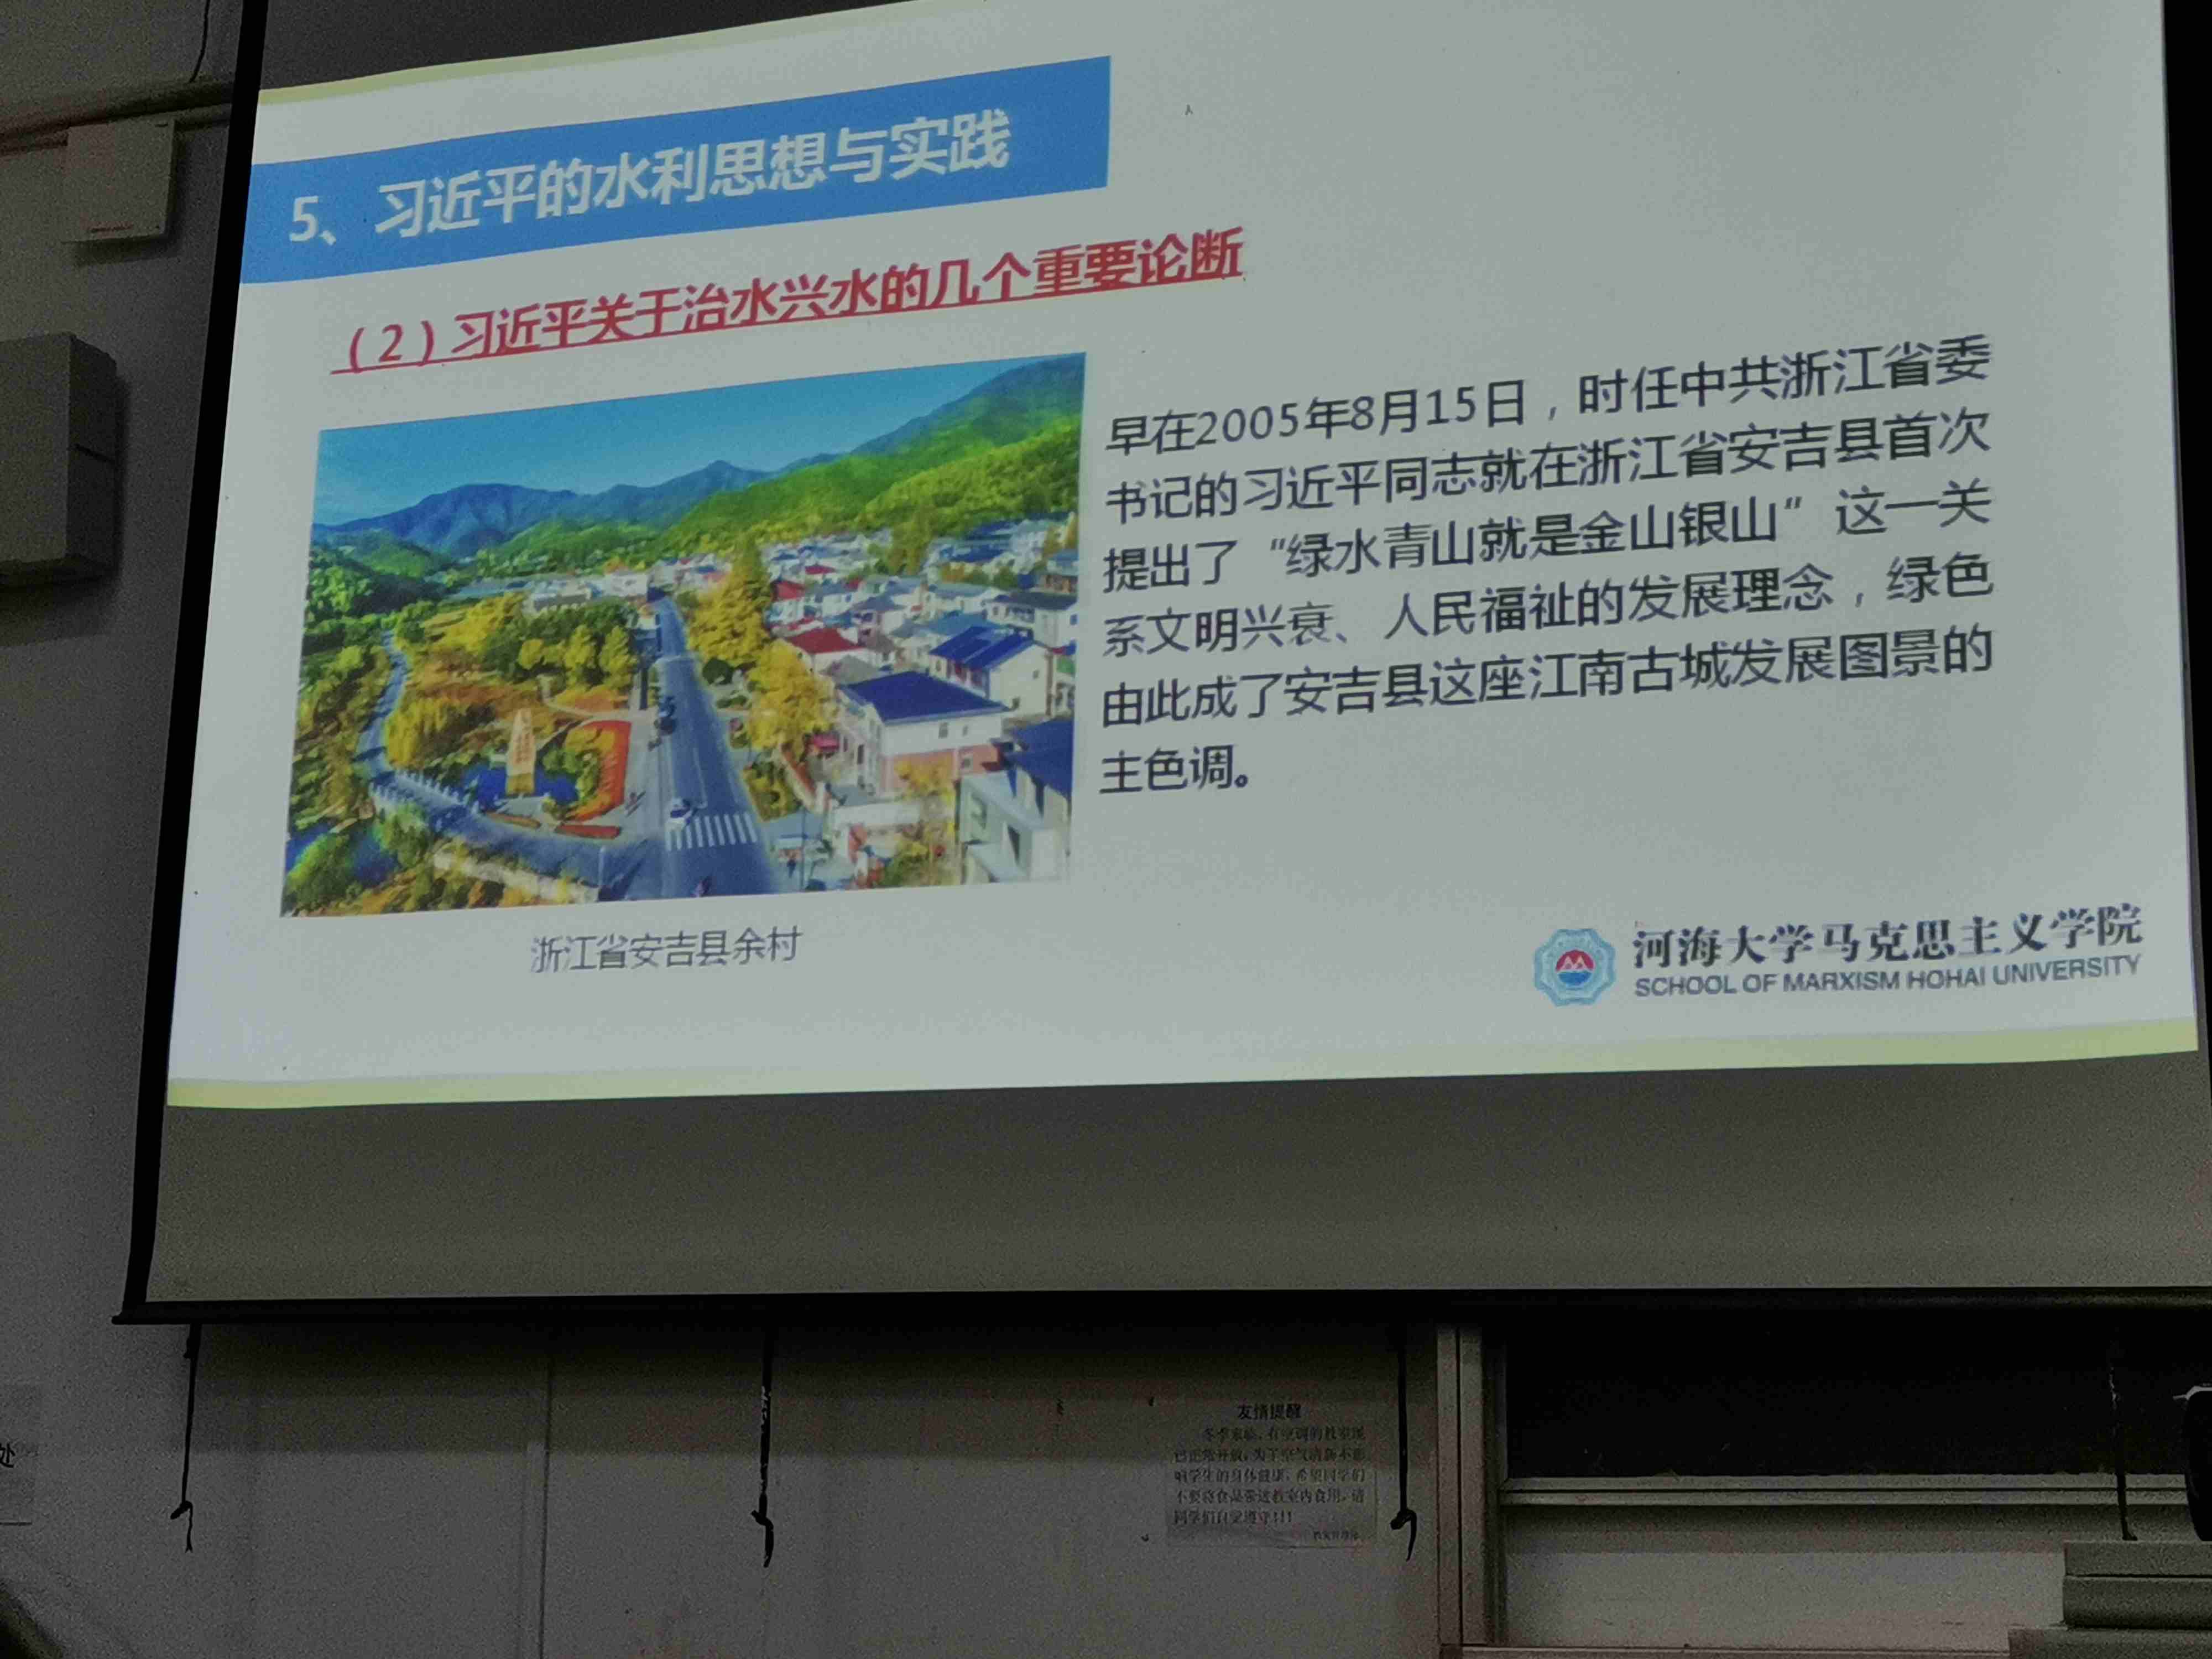 5、习近平的水利思想与实践
（2）习近平关于治水兴水的几个重要论断
早在2005年8月15日，时任中共浙江省委
书记的习近平同志就在浙江省安吉县首次
提出了“绿水青山就是金山银山”这一关
系文明兴衰、人民福祉的发展理念，绿色
由此成了安吉县这座江南古城发展图景的
主色调。
浙江省安吉县余村
河海大学马克思主义学院
SCHOOL OF MARXISM HOHAI UNIVERSITY
友情提醒
冬季来临，有空调的教室现
已正常开放，为了空气清新不影
响学生的身体健康，希望同学们
不要将食品带进教室内食用，请
同学们自觉遵守!!!
处